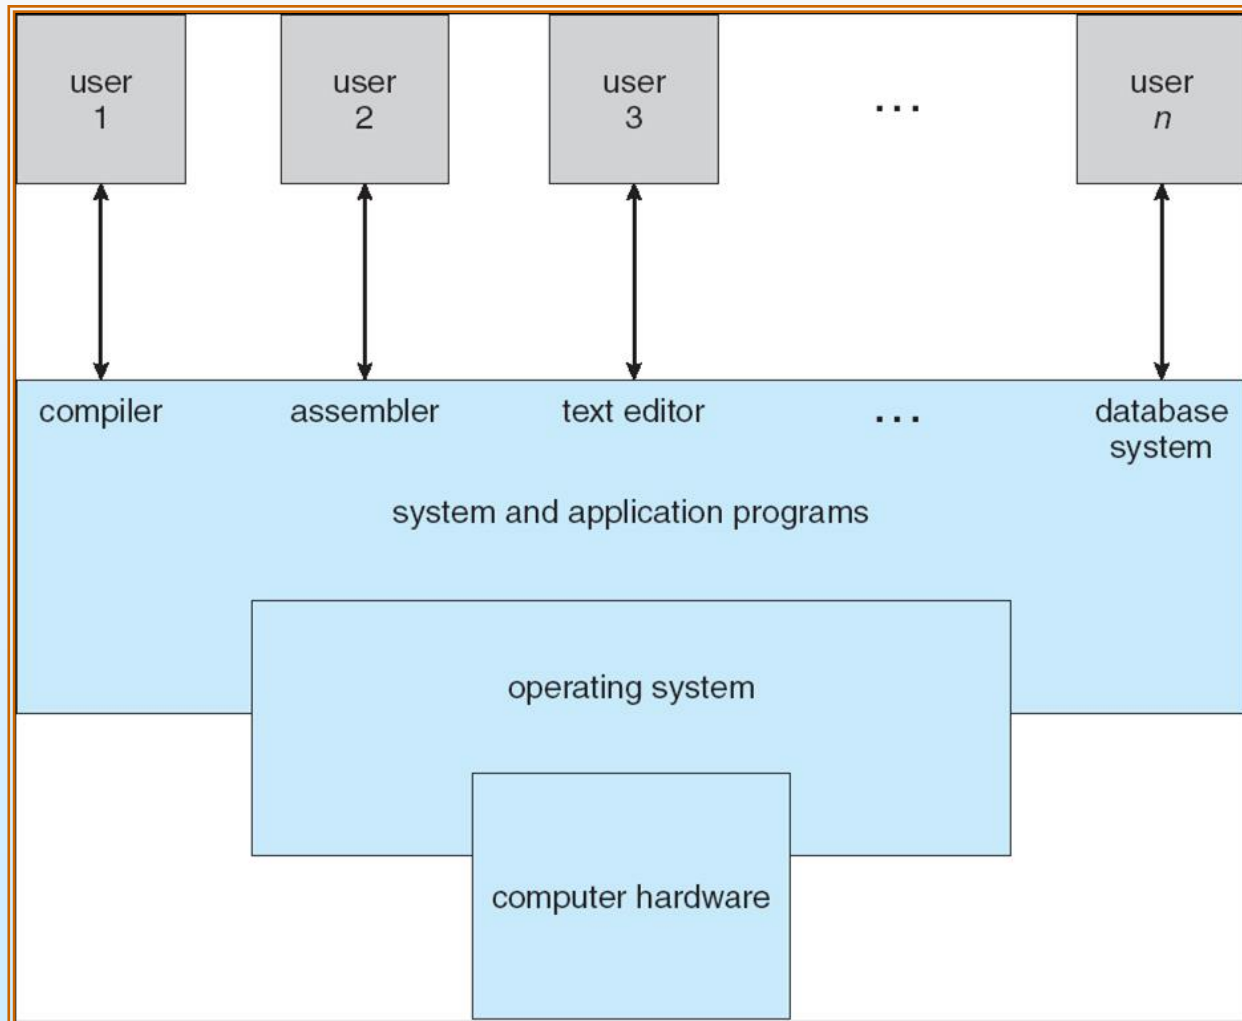 user
1
user
2
user
3
...
user
n
compiler
assembler
text editor
...
database
system
system and application programs
operating system
computer hardware